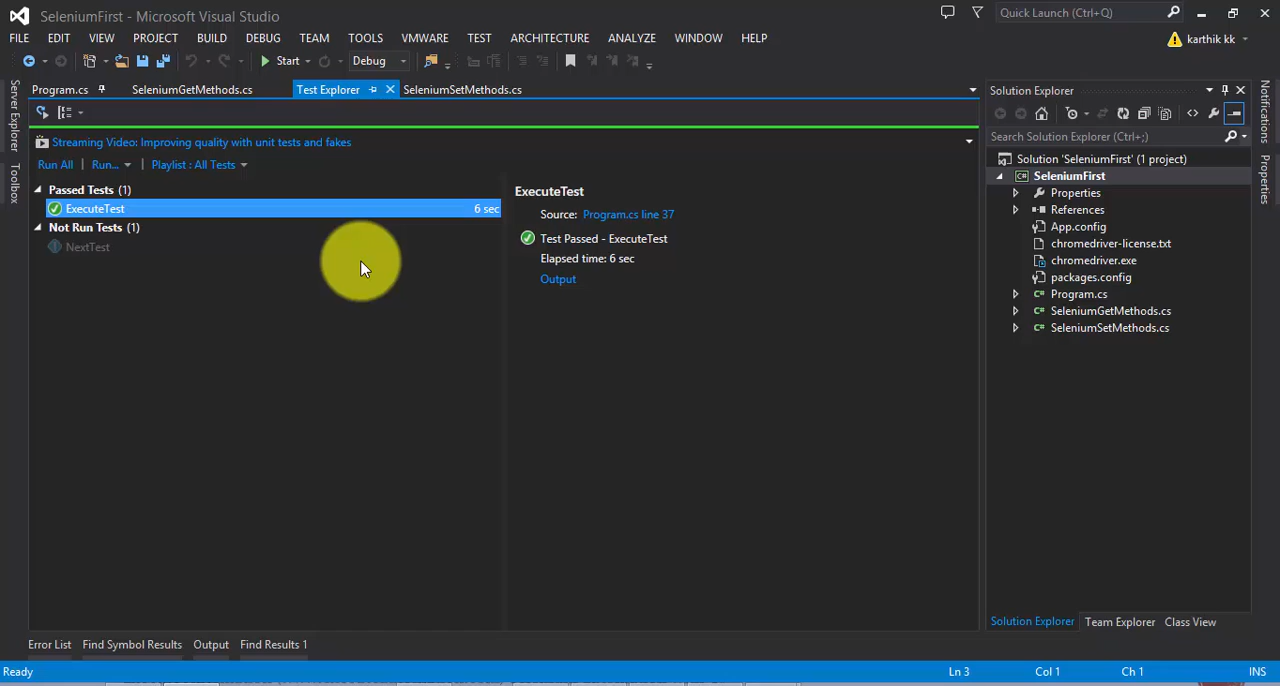 SeleniumFirst - Microsoft Visual Studio
Quick Launch (Ctrl+Q)
FILE EDIT VIEW PROJECT BUILD DEBUG TEAM TOOLS VMWARE TEST ARCHITECTURE ANALYZE WINDOW HELP
karthik kk
Start Debug
Program.cs SeleniumGetMethods.cs Test Explorer SeleniumSetMethods.cs
Streaming Video: Improving quality with unit tests and fakes
Run All | Run... | Playlist : All Tests
Passed Tests (1)
ExecuteTest 6 sec
Not Run Tests (1)
NextTest
ExecuteTest
Source: Program.cs line 37
Test Passed - ExecuteTest
Elapsed time: 6 sec
Output
Solution Explorer
Search Solution Explorer (Ctrl+;)
Solution 'SeleniumFirst' (1 project)
SeleniumFirst
Properties
References
App.config
chromedriver-license.txt
chromedriver.exe
packages.config
Program.cs
SeleniumGetMethods.cs
SeleniumSetMethods.cs
Solution Explorer Team Explorer Class View
Server Explorer
Toolbox
Notifications
Properties
Error List Find Symbol Results Output Find Results 1
Ready Ln 3 Col 1 Ch 1 INS